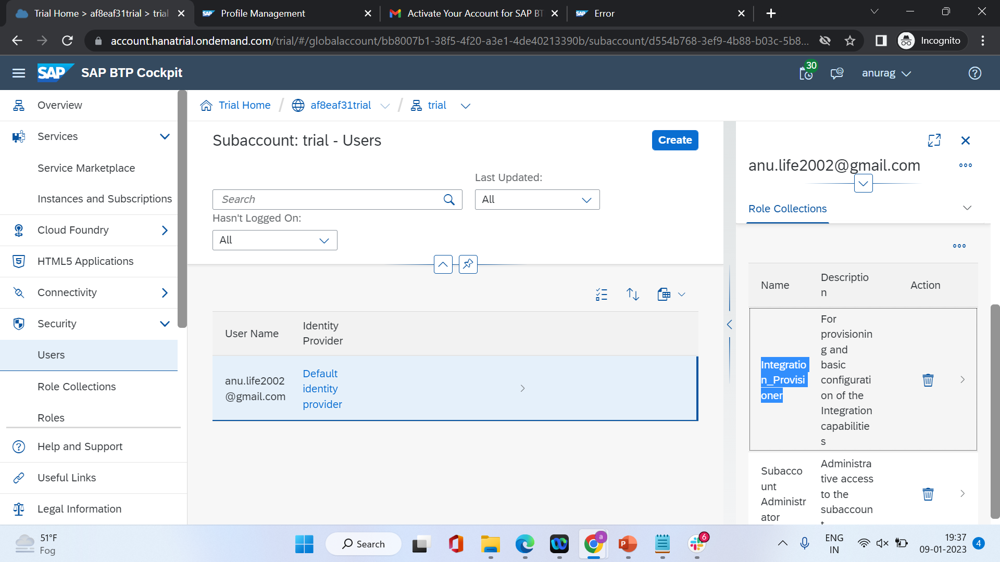 Trial Home > af8eaf31trial > trial
Profile Management
Activate Your Account for SAP BT
Error
account.hanatrial.ondemand.com/trial/#/globalaccount/bb8007b1-38f5-4f20-a3e1-4de40213390b/subaccount/d554b768-3ef9-4b88-b03c-5b8...
Incognito
SAP
SAP BTP Cockpit
30
anurag
Overview
Services
Service Marketplace
Instances and Subscriptions
Cloud Foundry
HTML5 Applications
Connectivity
Security
Users
Role Collections
Roles
Help and Support
Useful Links
Legal Information
Trial Home / af8eaf31trial / trial
Subaccount: trial - Users
Create
Last Updated:
Search
All
Hasn't Logged On:
All
User Name
Identity
Provider
anu.life2002
@gmail.com
Default
identity
provider
anu.life2002@gmail.com
Role Collections
Name
Descriptio
n
Action
Integratio
n_Provisi
oner
For
provisionin
g and
basic
configurati
on of the
Integration
capabilitie
s
Subacco
unt
Administr
ator
Administra
tive access
to the
subaccoun
51°F
Fog
Search
a
6
ENG
IN
19:37
09-01-2023
4